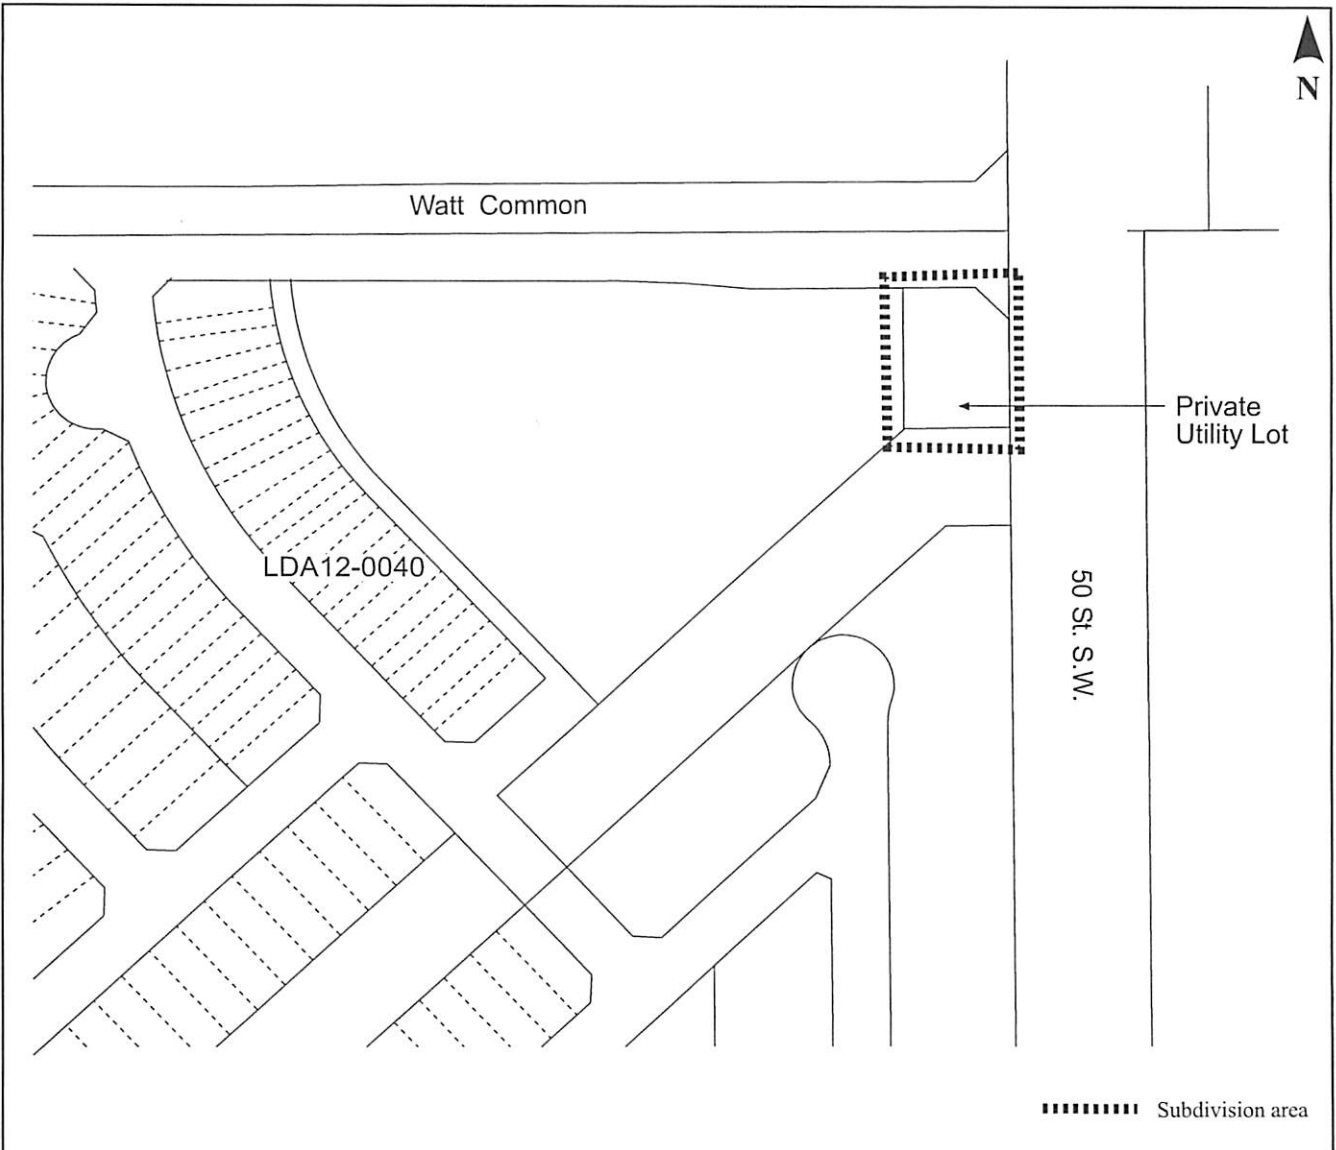 N
Watt Common
Private
Utility Lot
LDA12-0040
50 St. S.W.
Subdivision area